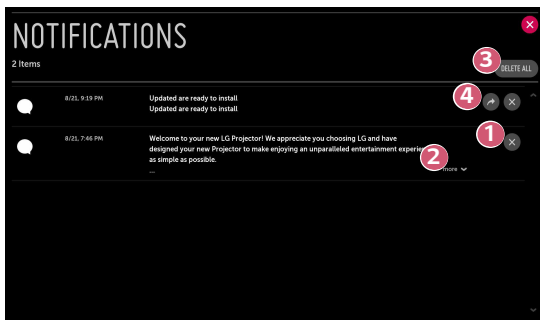 NOTIFICATIONS
2 Items
3
DELETE ALL
4
8/21, 9:19 PM
Updated are ready to install
Updated are ready to install
1
8/21, 7:46 PM
Welcome to your new LG Projector! We appreciate you choosing LG and have
designed your new Projector to make enjoying an unparalleled entertainment
as simple as possible.
2
...
more